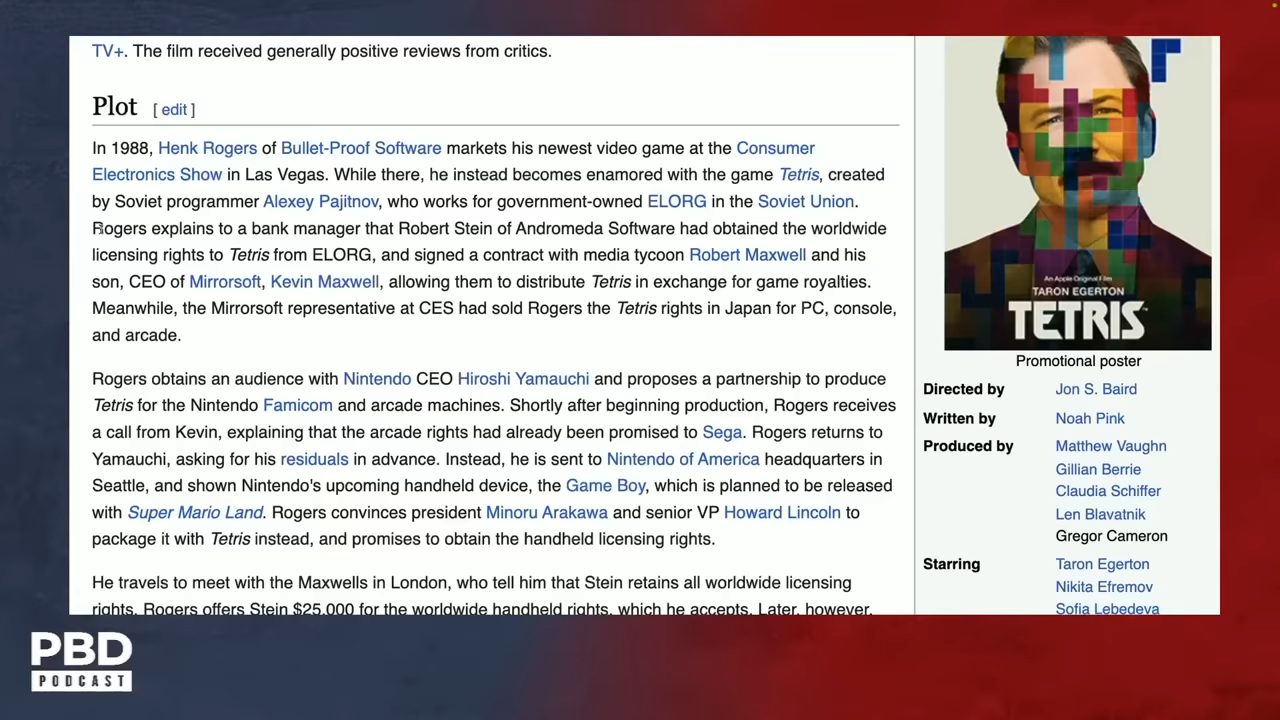 TV+. The film received generally positive reviews from critics.
Plot [ edit ]
In 1988, Henk Rogers of Bullet-Proof Software markets his newest video game at the Consumer
Electronics Show in Las Vegas. While there, he instead becomes enamored with the game Tetris, created
by Soviet programmer Alexey Pajitnov, who works for government-owned ELORG in the Soviet Union.
Rogers explains to a bank manager that Robert Stein of Andromeda Software had obtained the worldwide
licensing rights to Tetris from ELORG, and signed a contract with media tycoon Robert Maxwell and his
son, CEO of Mirrorsoft, Kevin Maxwell, allowing them to distribute Tetris in exchange for game royalties.
Meanwhile, the Mirrorsoft representative at CES had sold Rogers the Tetris rights in Japan for PC, console,
and arcade.
Rogers obtains an audience with Nintendo CEO Hiroshi Yamauchi and proposes a partnership to produce
Tetris for the Nintendo Famicom and arcade machines. Shortly after beginning production, Rogers receives
a call from Kevin, explaining that the arcade rights had already been promised to Sega. Rogers returns to
Yamauchi, asking for his residuals in advance. Instead, he is sent to Nintendo of America headquarters in
Seattle, and shown Nintendo's upcoming handheld device, the Game Boy, which is planned to be released
with Super Mario Land. Rogers convinces president Minoru Arakawa and senior VP Howard Lincoln to
package it with Tetris instead, and promises to obtain the handheld licensing rights.
He travels to meet with the Maxwells in London, who tell him that Stein retains all worldwide licensing
rights. Rogers offers Stein $25,000 for the worldwide handheld rights, which he accepts. Later, however,
An Apple Original Film
TARON EGERTON
TETRIS
Promotional poster
Directed by Jon S. Baird
Written by Noah Pink
Produced by Matthew Vaughn
Gillian Berrie
Claudia Schiffer
Len Blavatnik
Gregor Cameron
Starring Taron Egerton
Nikita Efremov
Sofia Lebedeva
PBD
PODCAST